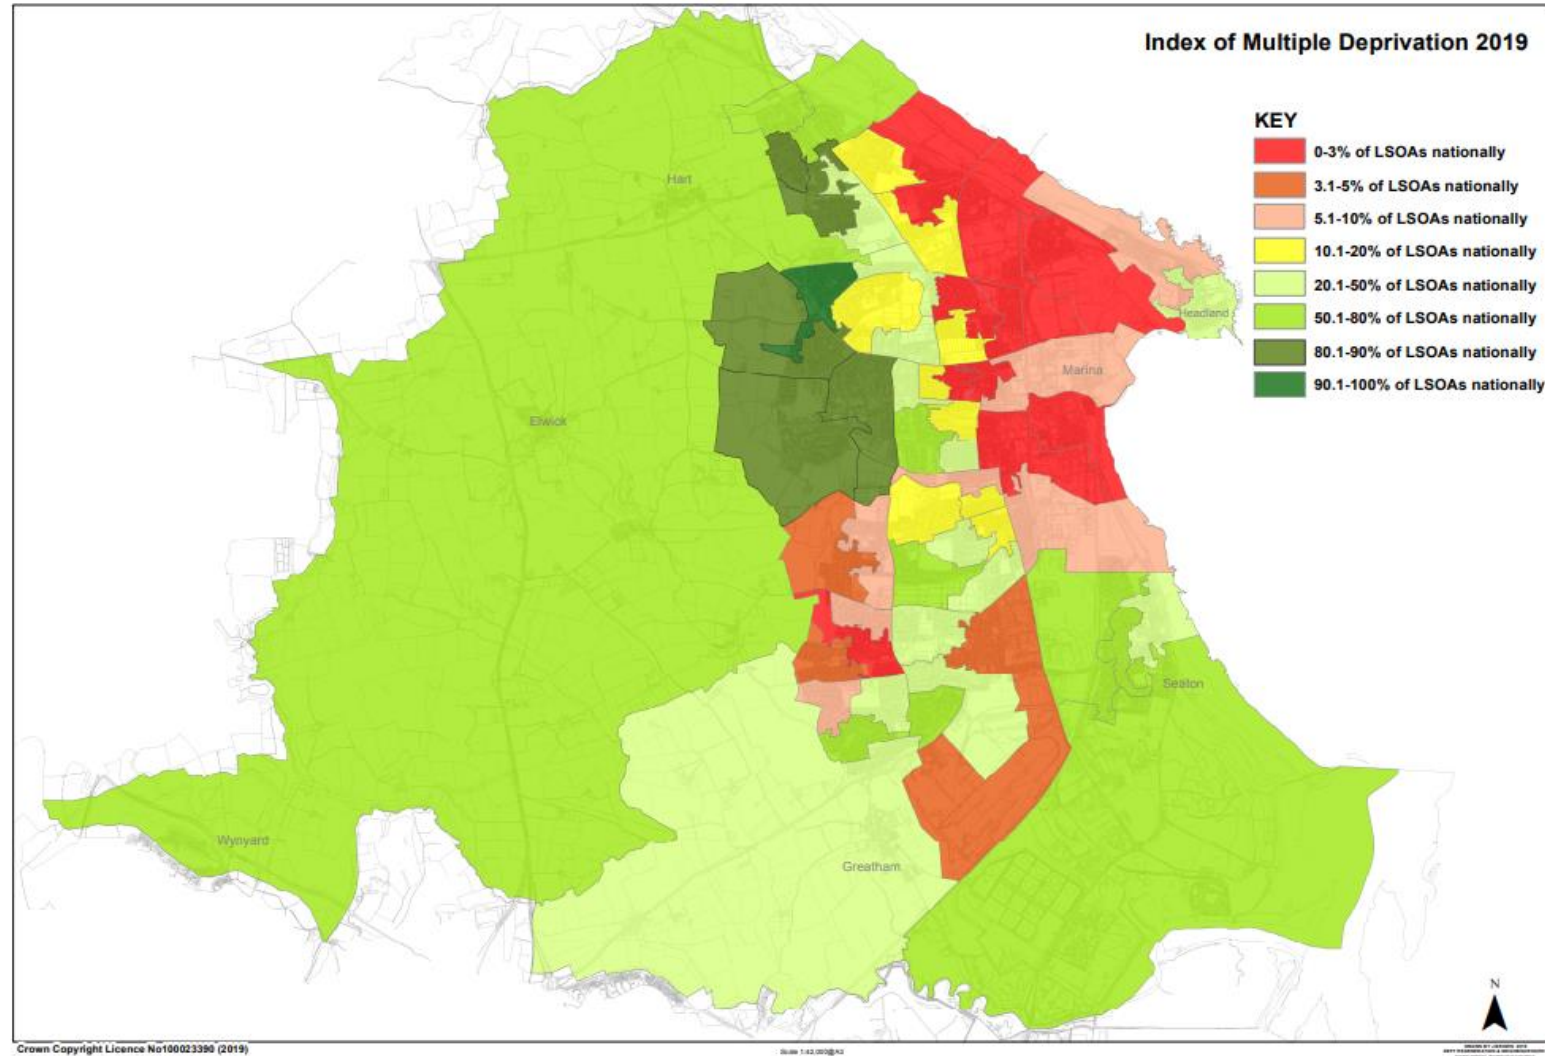 Index of Multiple Deprivation 2019
KEY
0-3% of LSOAs nationally
3.1-5% of LSOAs nationally
5.1-10% of LSOAs nationally
10.1-20% of LSOAs nationally
20.1-50% of LSOAs nationally
50.1-80% of LSOAs nationally
80.1-90% of LSOAs nationally
90.1-100% of LSOAs nationally
Hart
Headland
Marina
Elwick
Seaton
Wynyard
Greatham
N
Crown Copyright Licence No100023390 (2019)